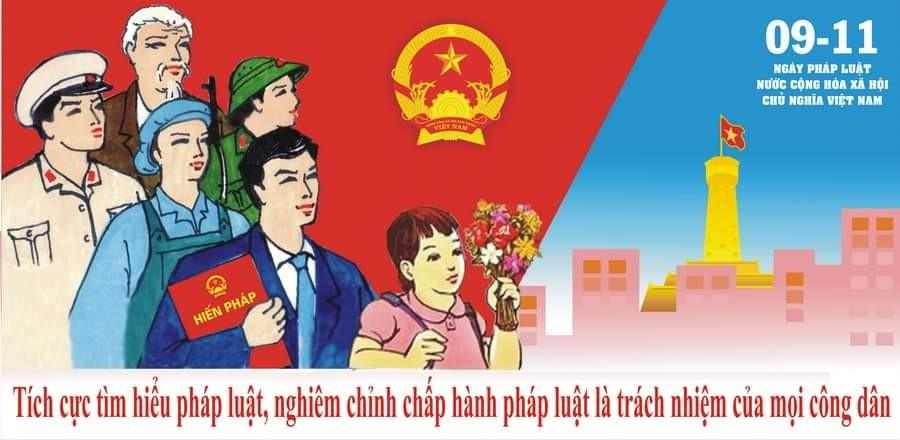 09-11
NGÀY PHÁP LUẬT
NƯỚC CỘNG HÒA XÃ HỘI
CHỦ NGHĨA VIỆT NAM
VIỆT NAM
HIẾN PHÁP
Tích cực tìm hiểu pháp luật, nghiêm chỉnh chấp hành pháp luật là trách nhiệm của mọi công dân